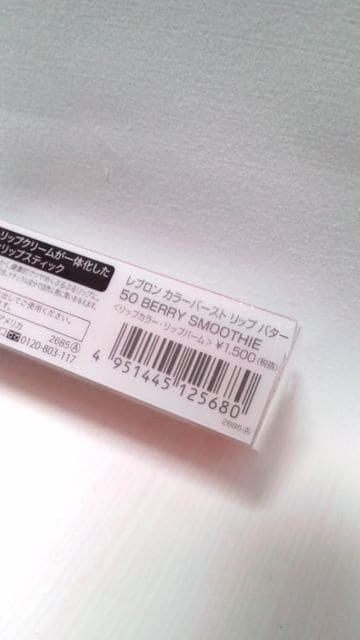 リップクリームが一体化した
リップスティック
出してご使用ください。
アメリカ
0120-803-117
2685-Ⓐ
レブロン カラーバースト リップ バター
50 BERRY SMOOTHIE
<リップカラー・リップバーム> ¥1,500(税抜)
4 951445 125680
2685-Ⓐ